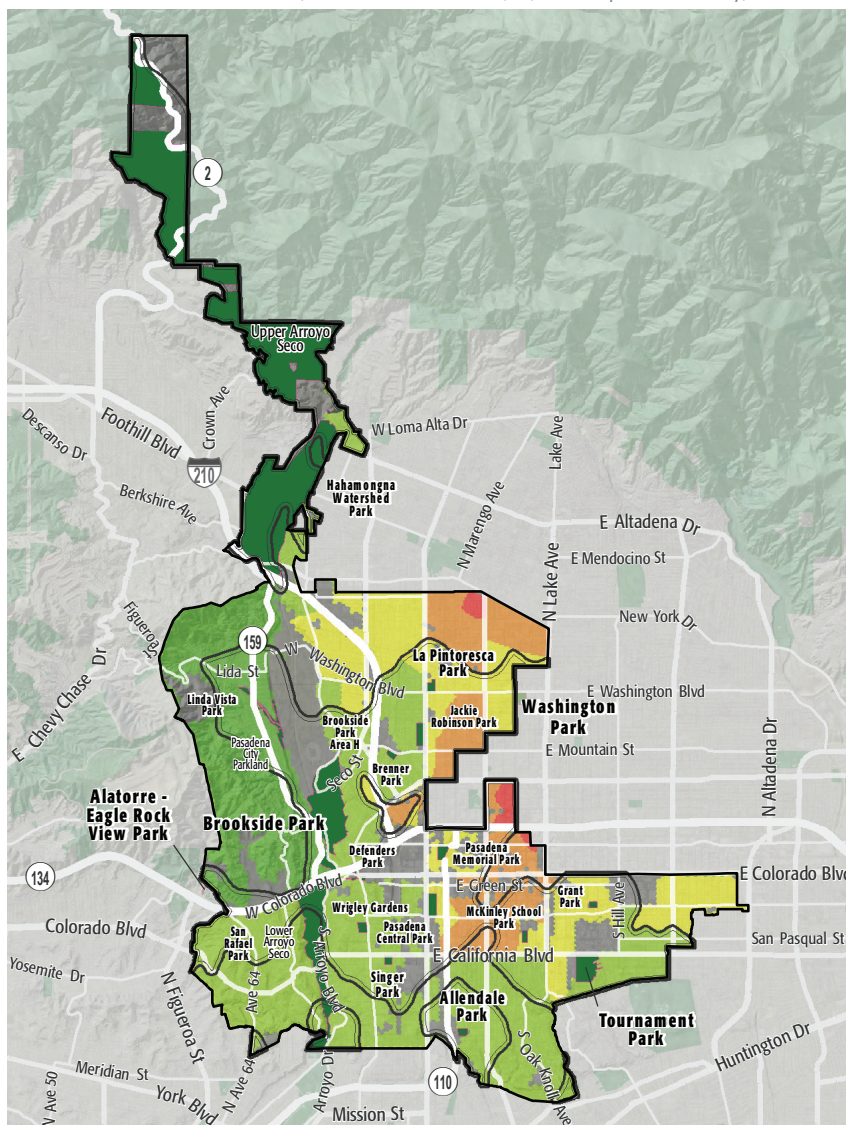 2
Upper Arroyo
Seco
Crown Ave
W Loma Alta Dr
Lake Ave
Foothill Blvd
Descanso Dr
210
Berkshire Ave
Hahamongna
Watershed
Park
N Marengo Ave
E Altadena Dr
E Mendocino St
N Lake Ave
New York Dr
Figueroa St
159
Lida St
W Washington Blvd
La Pintoresca
Park
E Chevy Chase Dr
Linda Vista
Park
Jackie
Robinson Park
E Washington Blvd
Washington
Park
Brookside
Park
Area H
Pasadena
City
Parkland
Seco St
E Mountain St
Brenner
Park
N Altadena Dr
Alatorre -
Eagle Rock
View Park
Brookside Park
Defenders
Park
Pasadena
Memorial Park
134
W Colorado Blvd
E Green St
Grant
Park
S Hill Ave
E Colorado Blvd
Wrigley Gardens
McKinley School
Park
Colorado Blvd
San
Rafael
Park
Lower
Arroyo
Seco
S Arroyo Blvd
Pasadena
Central Park
E California Blvd
San Pasqual St
Yosemite Dr
N Figueroa St
Ave 64
Singer
Park
Allendale
Park
S Oak Knoll Ave
Tournament
Park
Huntington Dr
Meridian St
N Ave 50
York Blvd
N Ave 64
Arroyo Dr
110
Mission St